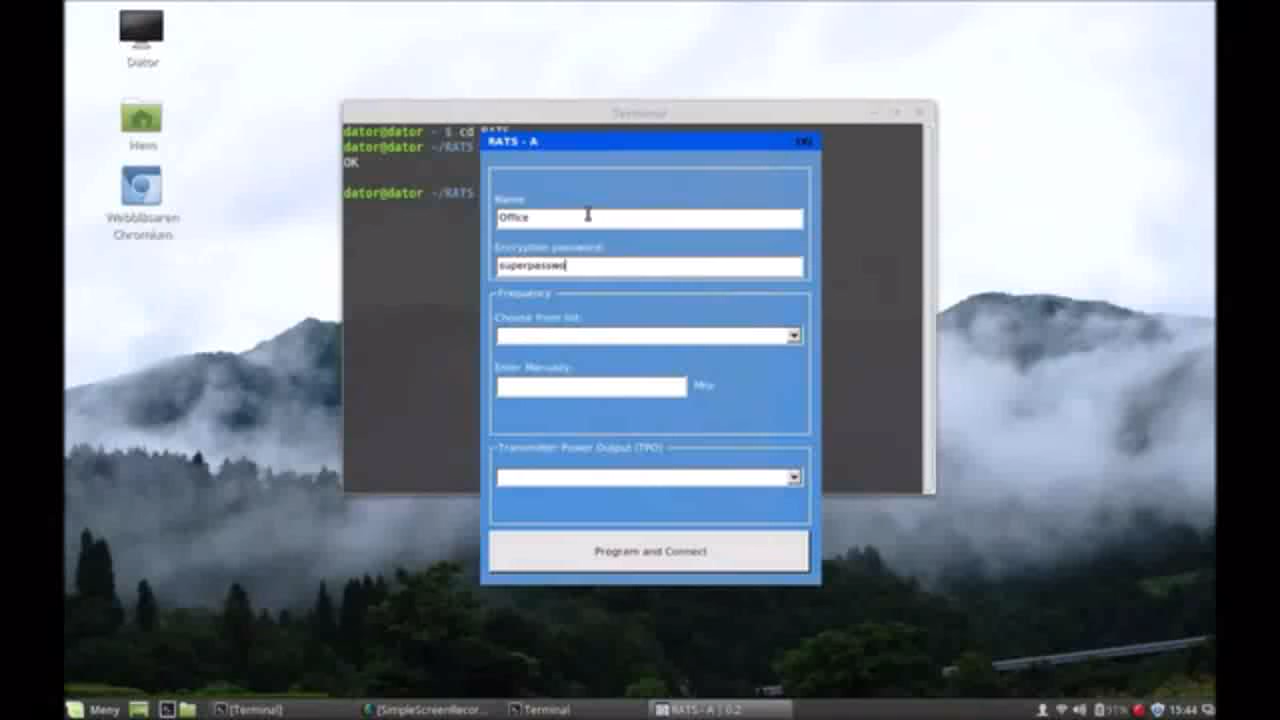 Dator
Hem
Webbläsaren
Chromium
Terminal
dator@dator ~ $ cd RATS
dator@dator ~/RATS
OK
dator@dator ~/RATS
RATS - A
Name:
Office
Encryption password:
superpasswo
Frequency
Choose from list:
Enter Manually:
MHz
Transmitter Power Output (TPO)
Program and Connect
Meny
[Terminal]
[SimpleScreenRecor...
Terminal
RATS - A | 0.2
91%
15:44